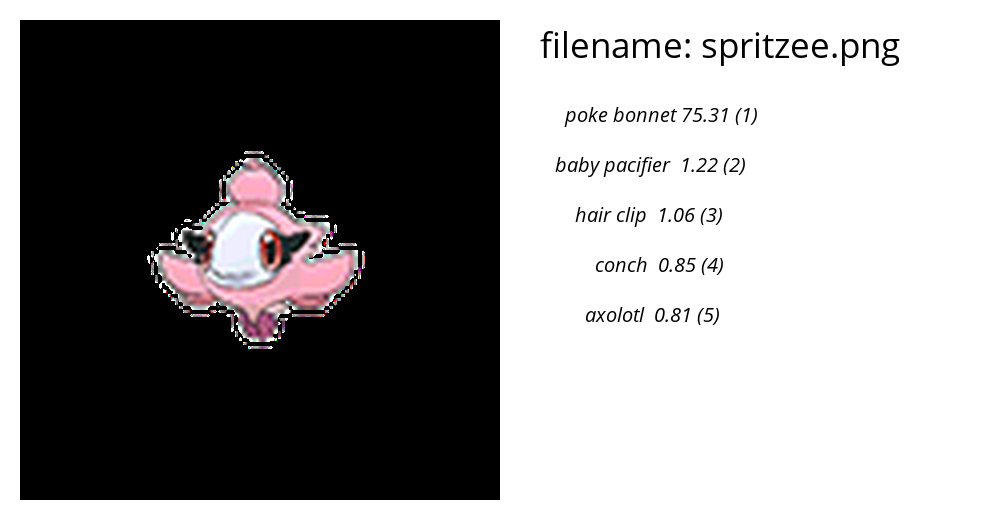 filename: spritzee.png
poke bonnet 75.31 (1)
baby pacifier 1.22 (2)
hair clip 1.06 (3)
conch 0.85 (4)
axolotl 0.81 (5)